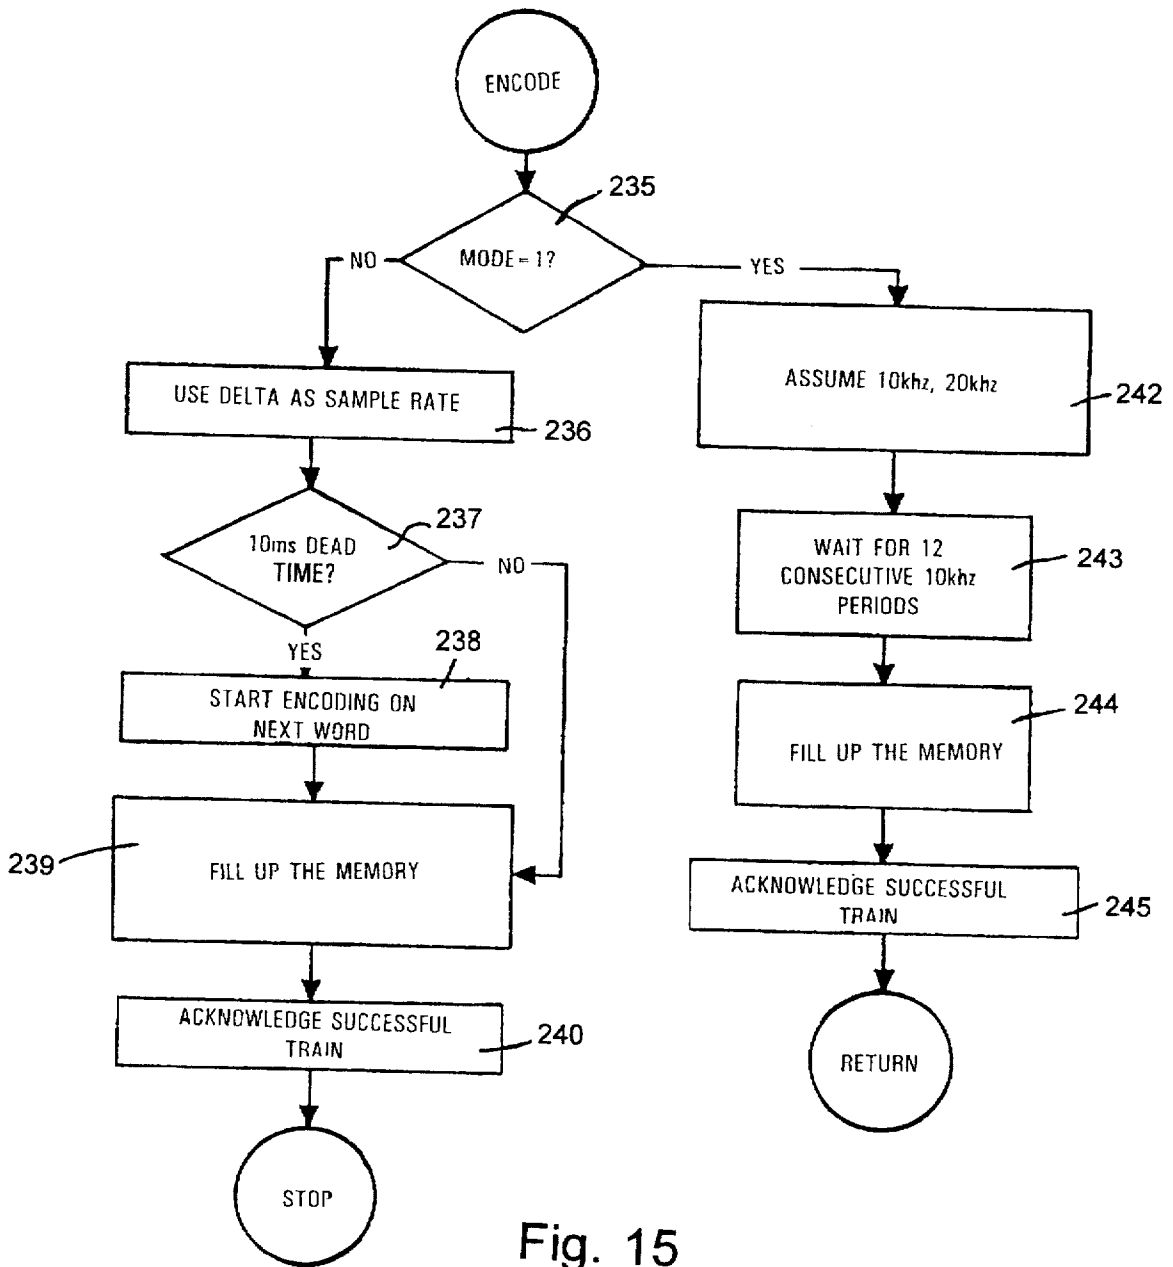 ENCODE
235
MODE = 1?
NO
YES
USE DELTA AS SAMPLE RATE
236
ASSUME 10khz, 20khz
242
237
10ms DEAD
TIME?
NO
YES
238
START ENCODING ON
NEXT WORD
WAIT FOR 12
CONSECUTIVE 10khz
PERIODS
243
239
FILL UP THE MEMORY
244
FILL UP THE MEMORY
ACKNOWLEDGE SUCCESSFUL
TRAIN
240
ACKNOWLEDGE SUCCESSFUL
TRAIN
245
STOP
RETURN
Fig. 15